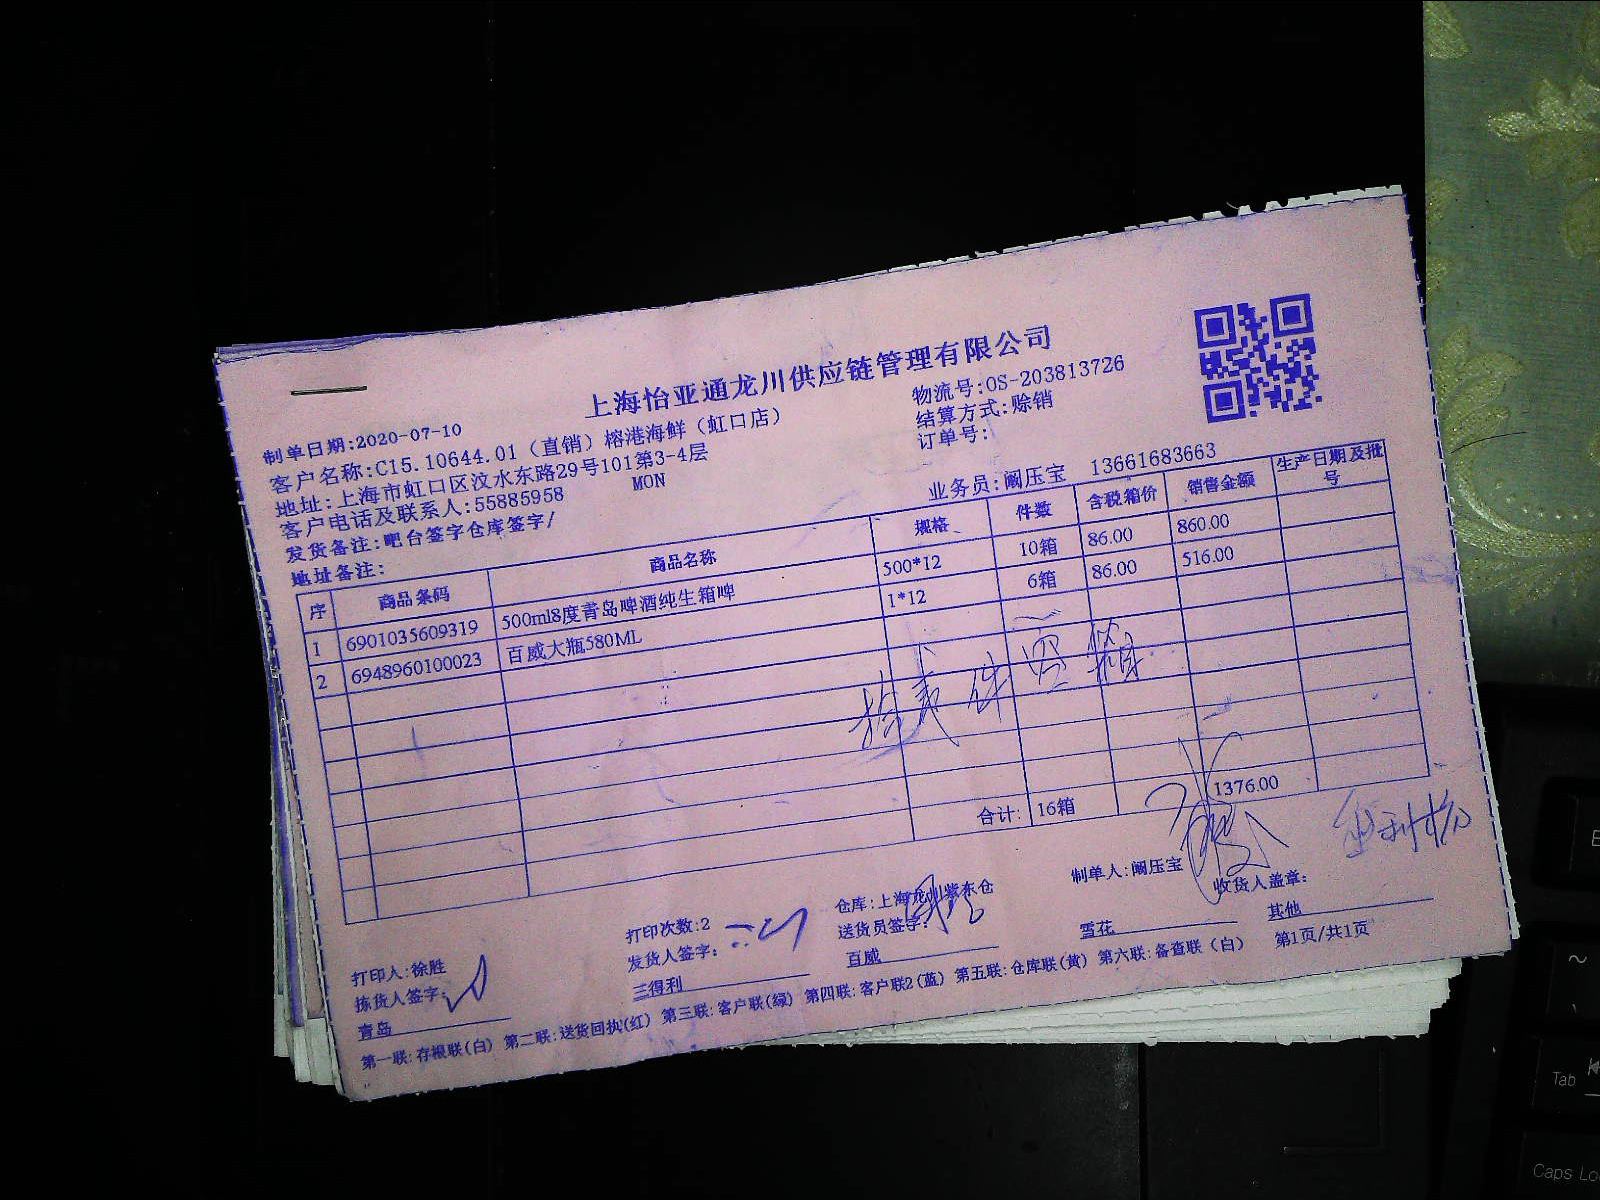 上海怡亚通龙川供应链管理有限公司
制单日期:2020-07-10
物流号:OS-203813726
客户名称:C15.10644.01（直销）榕港海鲜（虹口店）
结算方式:赊销
地址:上海市虹口区汶水东路29号101第3-4层
订单号:
客户电话及联系人:55885958 MON
业务员:阚压宝 13661683663
发货备注:吧台签字仓库签字/
地址备注:
序 商品条码 商品名称 规格 件数 含税箱价 销售金额 生产日期及批号
1 6901035609319 500ml8度青岛啤酒纯生箱啤 500*12 10箱 86.00 860.00
2 6948960100023 百威大瓶580ML 1*12 6箱 86.00 516.00
合计: 16箱 1376.00
打印人:徐胜 打印次数:2 仓库:上海龙川紫东仓 制单人:阚压宝 收货人盖章:
拣货人签字: 发货人签字: 送货员签字:
青岛 三得利 百威 雪花 其他
第一联:存根联(白) 第二联:送货回执(红) 第三联:客户联(绿) 第四联:客户联2(蓝) 第五联:仓库联(黄) 第六联:备查联（白） 第1页/共1页
Tab
Caps Lo